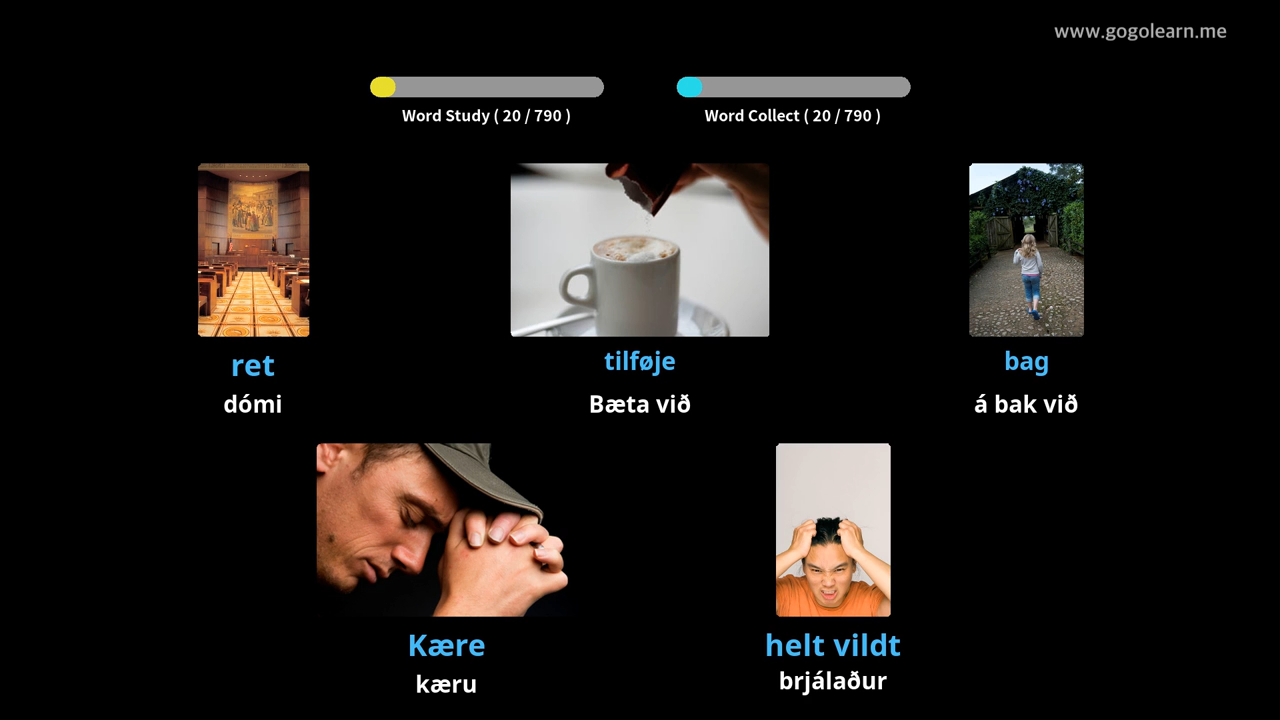 www.gogolearn.me
Word Study ( 20 / 790 )
Word Collect ( 20 / 790 )
ret
dómi
tilføje
Bæta við
bag
á bak við
Kære
kæru
helt vildt
brjálaður